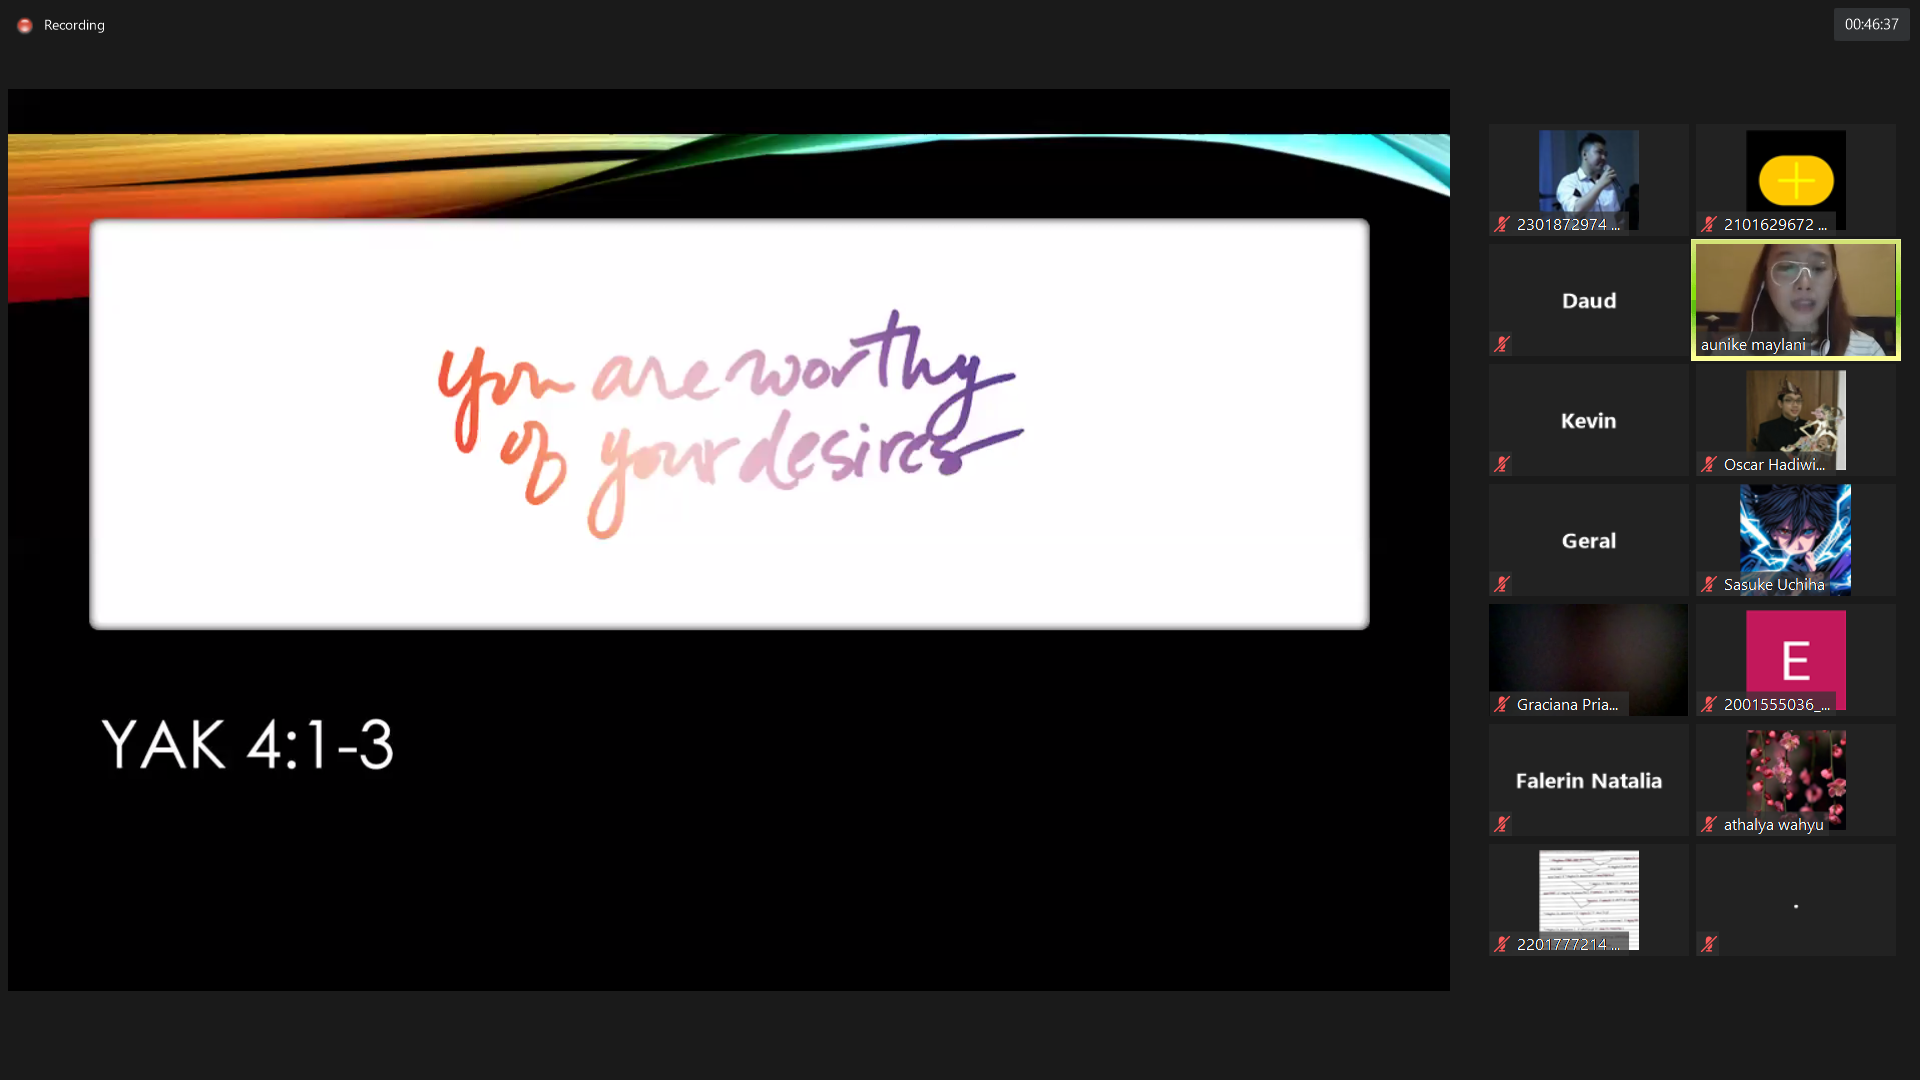 Recording
00:46:37
you are worthy
of your desires
YAK 4:1-3
2301872974 ...
2101629672 ...
Daud
aunike maylani
Kevin
Oscar Hadiwi...
Geral
Sasuke Uchiha
Graciana Pria...
E
2001555036_...
Falerin Natalia
athalya wahyu
2201777214 ...
.